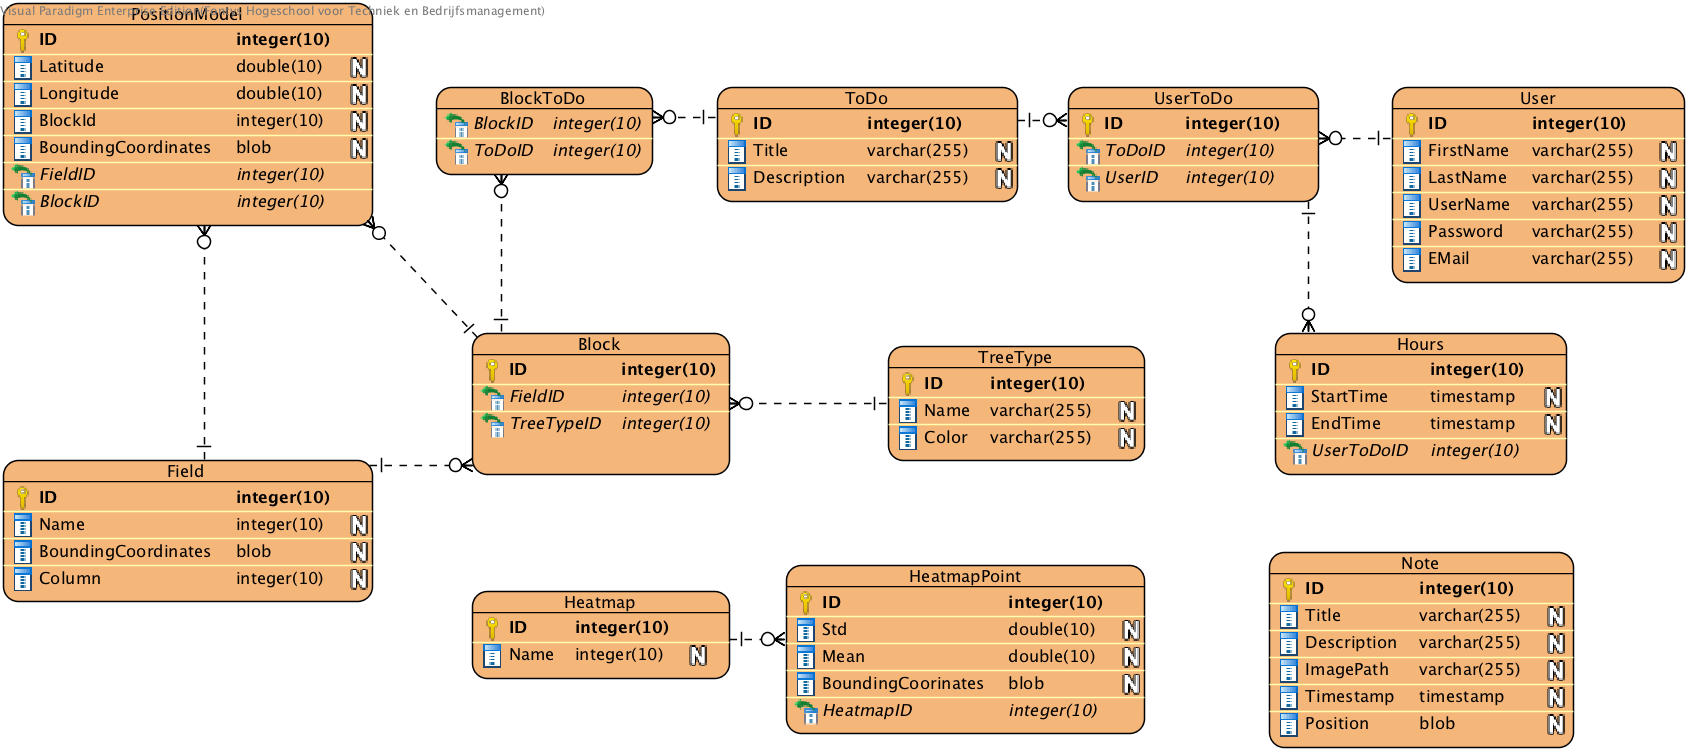 Visual Paradigm Enterprise Edition(Fontys Hogeschool voor Techniek en Bedrijfsmanagement)
PositionModel
ID integer(10)
Latitude double(10) N
Longitude double(10) N
BlockId integer(10) N
BoundingCoordinates blob N
FieldID integer(10)
BlockID integer(10)
BlockToDo
BlockID integer(10)
ToDoID integer(10)
ToDo
ID integer(10)
Title varchar(255) N
Description varchar(255) N
UserToDo
ID integer(10)
ToDoID integer(10)
UserID integer(10)
User
ID integer(10)
FirstName varchar(255) N
LastName varchar(255) N
UserName varchar(255) N
Password varchar(255) N
EMail varchar(255) N
Block
ID integer(10)
FieldID integer(10)
TreeTypeID integer(10)
TreeType
ID integer(10)
Name varchar(255) N
Color varchar(255) N
Hours
ID integer(10)
StartTime timestamp N
EndTime timestamp N
UserToDoID integer(10)
Field
ID integer(10)
Name integer(10) N
BoundingCoordinates blob N
Column integer(10) N
Heatmap
ID integer(10)
Name integer(10) N
HeatmapPoint
ID integer(10)
Std double(10) N
Mean double(10) N
BoundingCoorinates blob N
HeatmapID integer(10)
Note
ID integer(10)
Title varchar(255) N
Description varchar(255) N
ImagePath varchar(255) N
Timestamp timestamp N
Position blob N